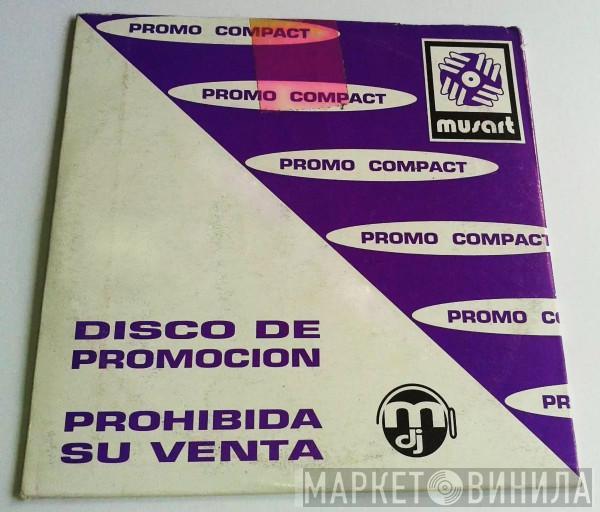 PROMO COMPACT
PROMO COMPACT
PROMO COMPACT
PROMO COMPACT
PROMO CO
PR
musart
DISCO DE
PROMOCION
PROHIBIDA
SU VENTA
m
dj
МАРКЕТ ВИНИЛА